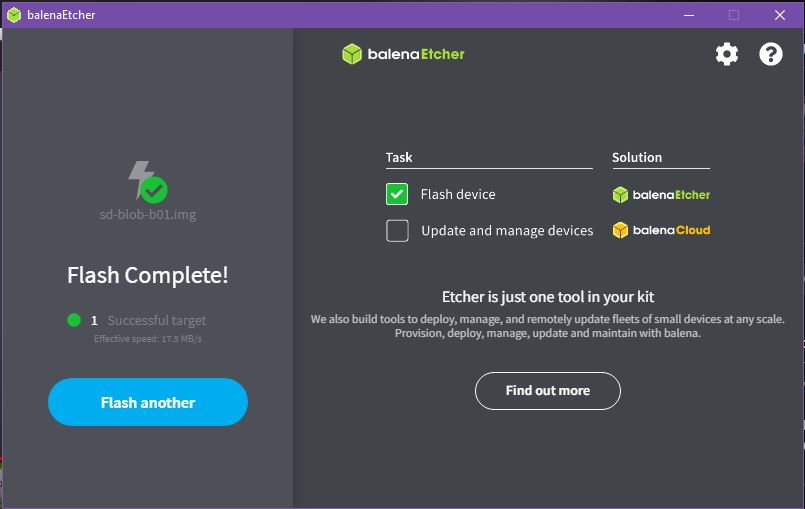 balenaEtcher
balenaEtcher
sd-blob-b01.img
Flash Complete!
1 Successful target
Effective speed: 17.5 MB/s
Flash another
Task Solution
Flash device balenaEtcher
Update and manage devices balenaCloud
Etcher is just one tool in your kit
We also build tools to deploy, manage, and remotely update fleets of small devices at any scale.
Provision, deploy, manage, update and maintain with balena.
Find out more